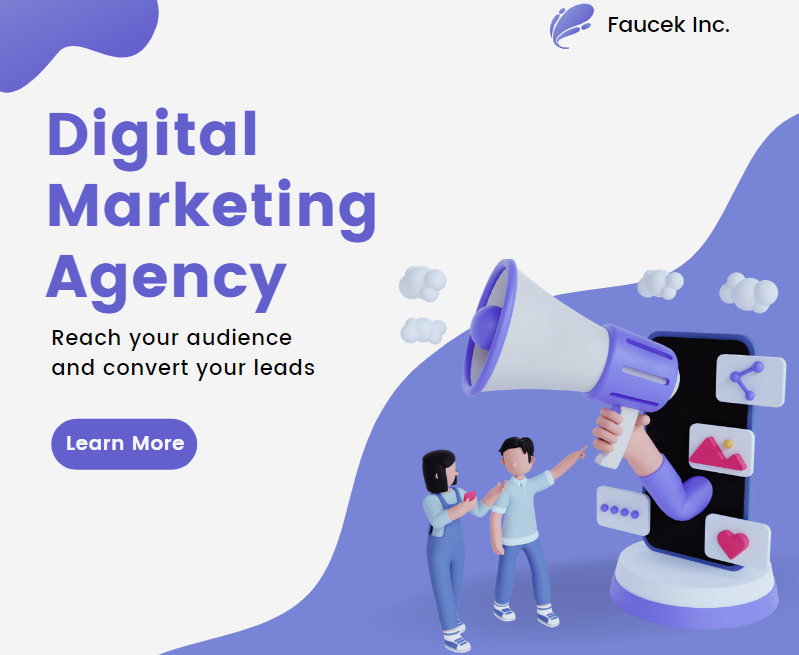 Faucek Inc.
Digital
Marketing
Agency
Reach your audience
and convert your leads
Learn More